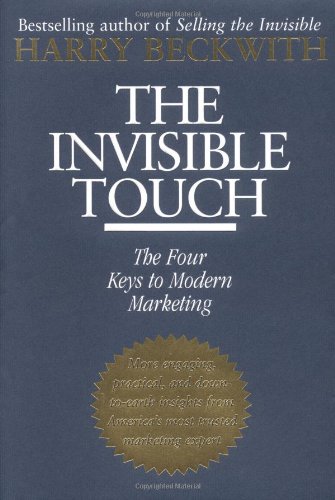 Bestselling author of Selling the Invisible
HARRY BECKWITH
THE
INVISIBLE
TOUCH
The Four
Keys to Modern
Marketing
More engaging,
practical, and down-
to-earth insights from
America's most trusted
marketing expert